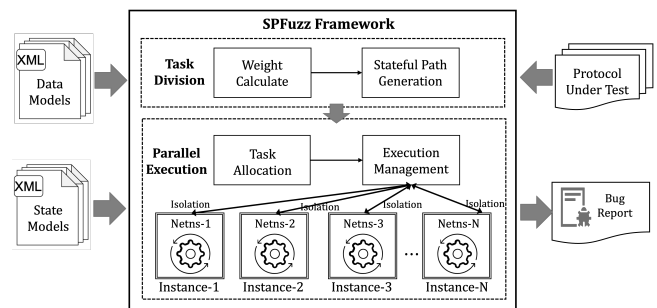 SPFuzz Framework
XML
Data
Models
Task
Division
Weight
Calculate
Stateful Path
Generation
Protocol
Under Test
XML
State
Models
Parallel
Execution
Task
Allocation
Execution
Management
Isolation
Isolation
Isolation
Isolation
Netns-1
Netns-2
Netns-3
Netns-N
...
Instance-1
Instance-2
Instance-3
Instance-N
Bug
Report